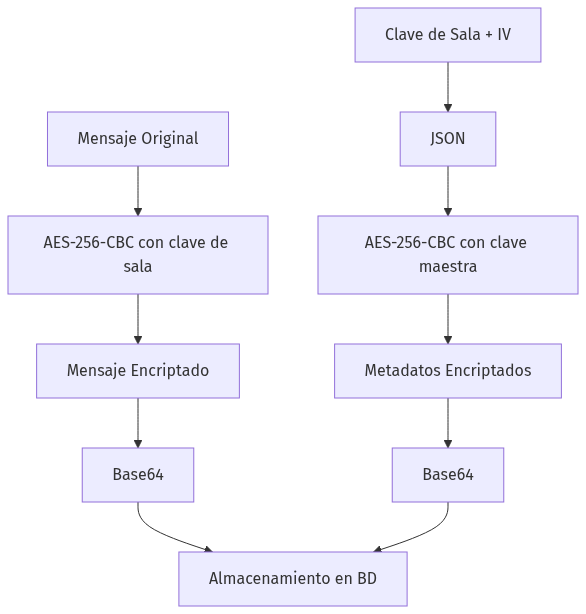 Clave de Sala + IV
Mensaje Original
JSON
AES-256-CBC con clave de
sala
AES-256-CBC con clave
maestra
Mensaje Encriptado
Metadatos Encriptados
Base64
Base64
Almacenamiento en BD